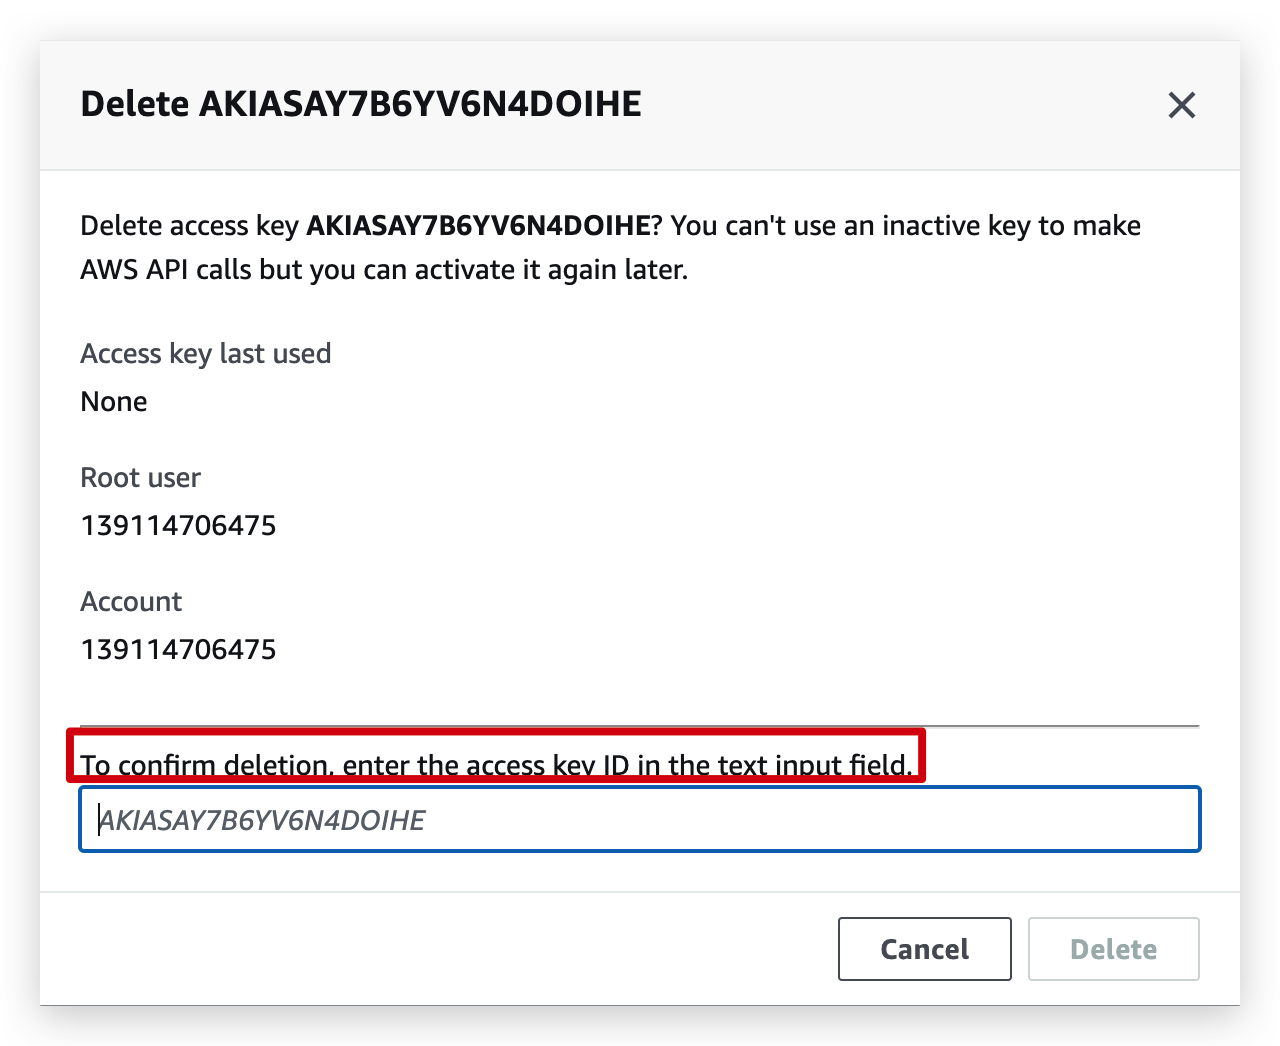 Delete AKIASAY7B6YV6N4DOIHE
Delete access key AKIASAY7B6YV6N4DOIHE? You can't use an inactive key to make
AWS API calls but you can activate it again later.
Access key last used
None
Root user
139114706475
Account
139114706475
To confirm deletion, enter the access key ID in the text input field.
AKIASAY7B6YV6N4DOIHE
Cancel
Delete